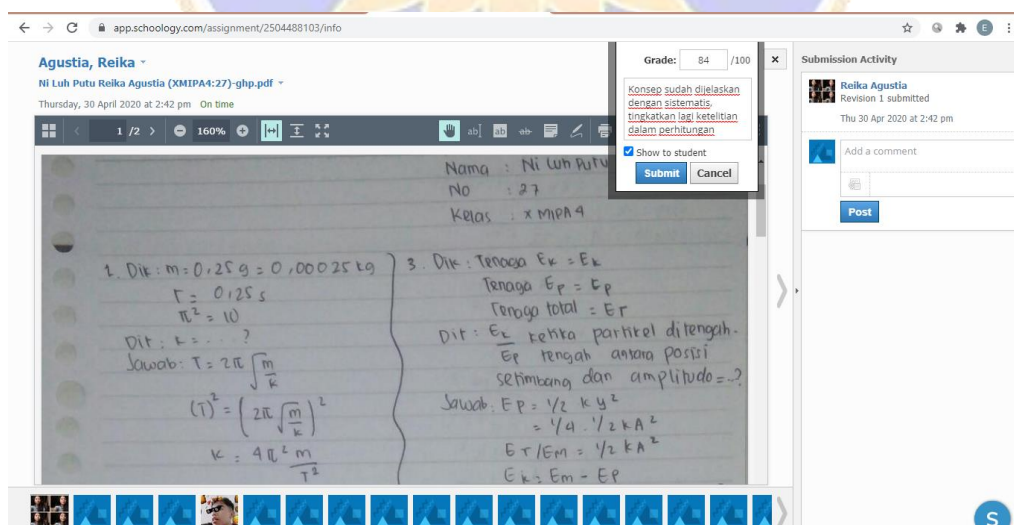 app.schoology.com/assignment/2504488103/info
E
Agustia, Reika
Ni Luh Putu Reika Agustia (XMIPA4:27)-ghp.pdf
Thursday, 30 April 2020 at 2:42 pm On time
1 /2
160%
Grade: 84 /100
Konsep sudah dijelaskan
dengan sistematis,
tingkatkan lagi ketelitian
dalam perhitungan
Show to student
Submit Cancel
Submission Activity
Reika Agustia
Revision 1 submitted
Thu 30 Apr 2020 at 2:42 pm
Add a comment
Post
Nama : Ni Luh Putu
No : 27
Kelas : X MIPA 4
1. Dik : m = 0,25 g = 0,00025 kg
T = 0,25 s
π² = 10
Dit : k = . . . ?
Jawab : T = 2π √m/k
(T)² = (2π √m/k)²
K = 4π² m/T²
3. Dik : Tenaga Ek = Ek
Tenaga Ep = Ep
Tenaga total = ET
Dit : Ek/Ep ketika partikel ditengah-
tengah antara posisi
setimbang dan amplitudo = ..?
Jawab : EP = 1/2 k y²
= 1/4 . 1/2 kA²
ET/EM = 1/2 kA²
Ek = Em - EP
S